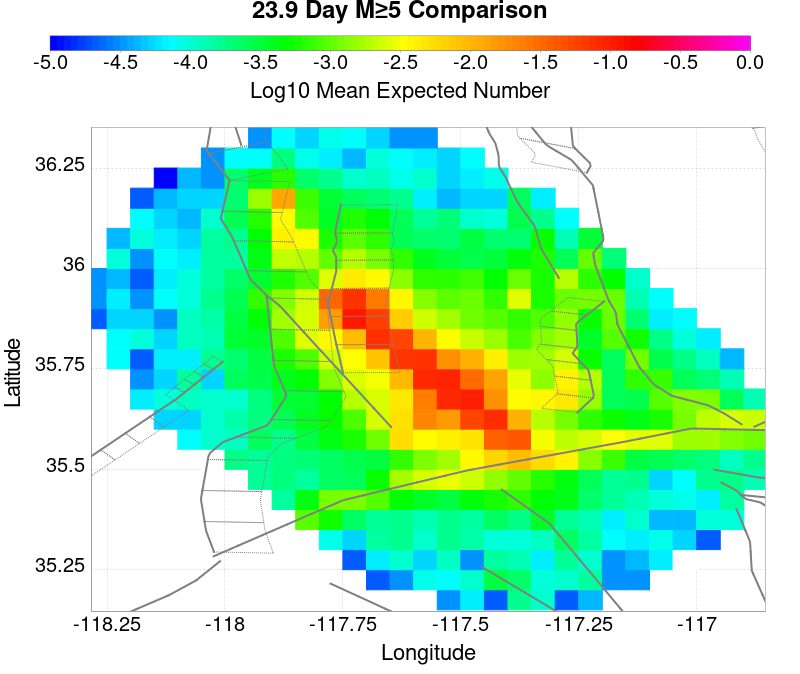 23.9 Day M≥5 Comparison
-5.0 -4.5 -4.0 -3.5 -3.0 -2.5 -2.0 -1.5 -1.0 -0.5 0.0
Log10 Mean Expected Number
36.25
36
35.75
35.5
35.25
Latitude
-118.25 -118 -117.75 -117.5 -117.25 -117
Longitude